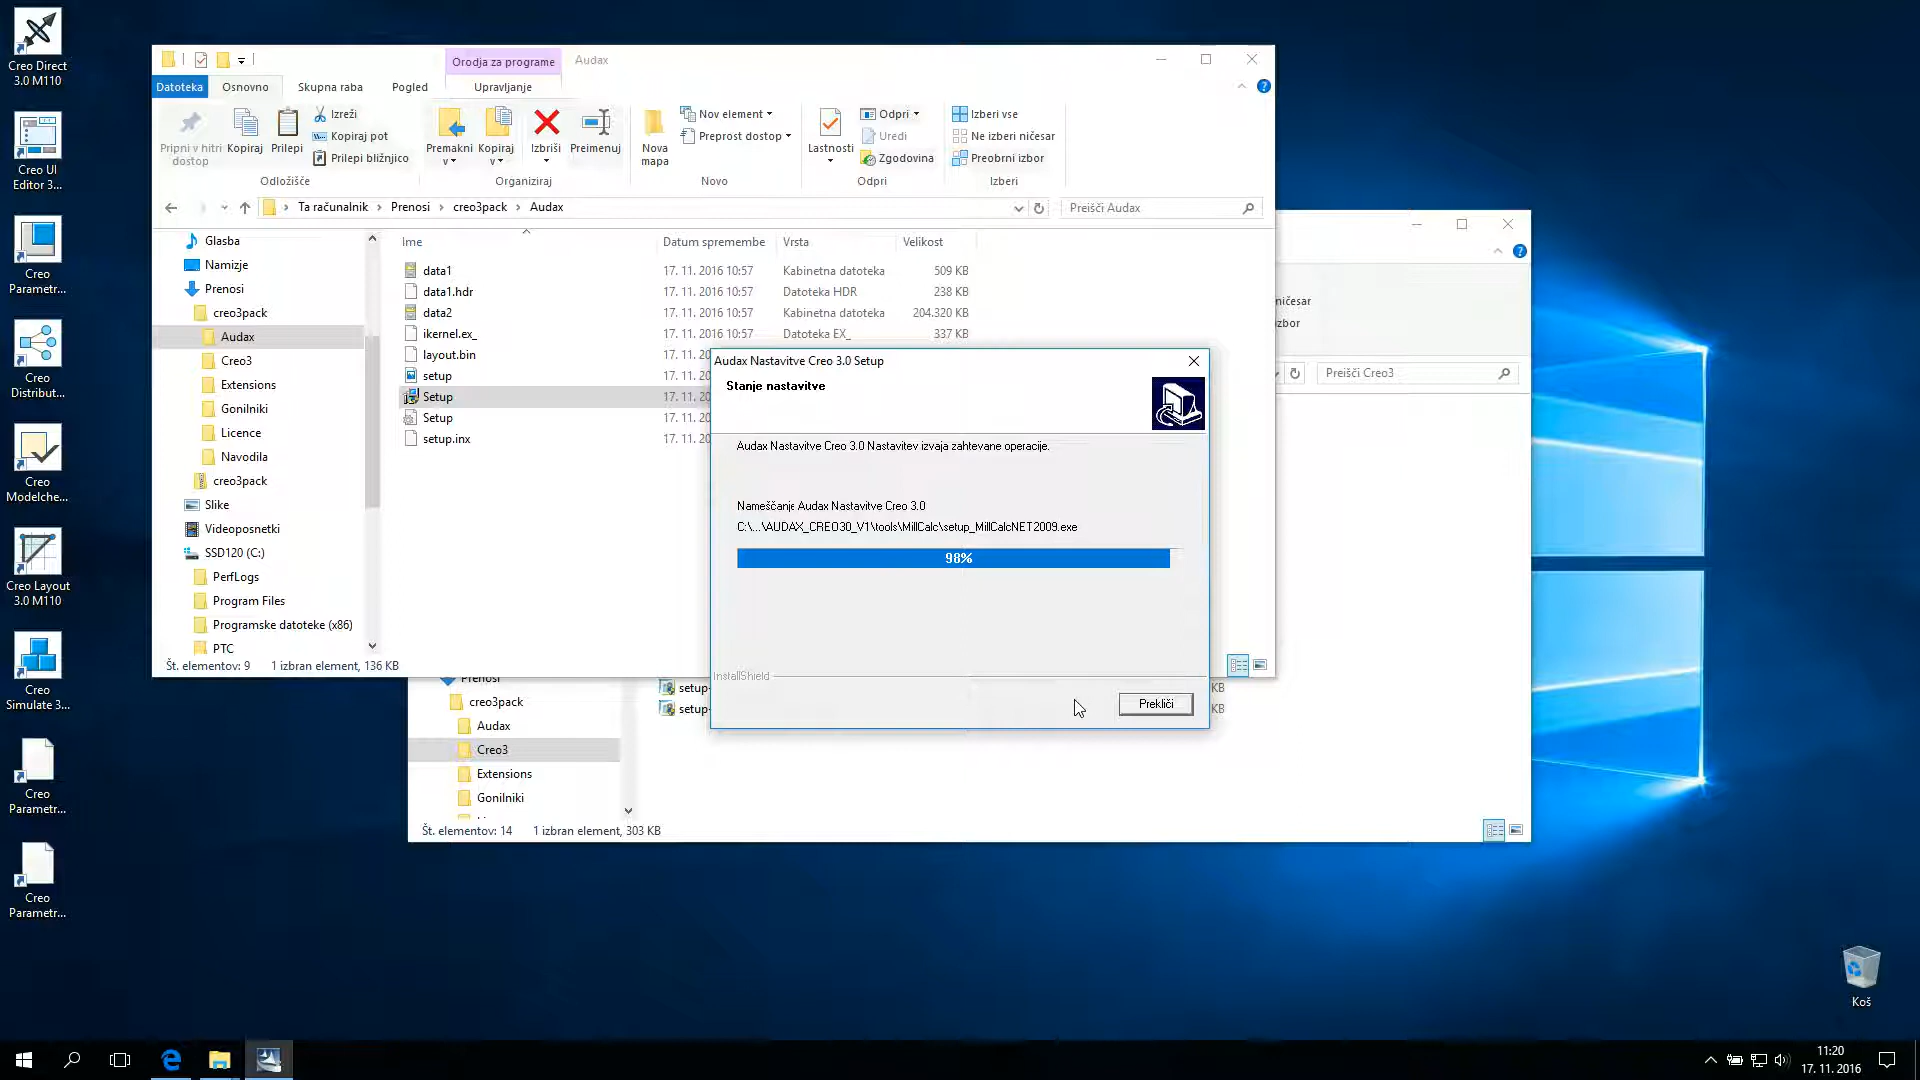 Creo Direct
3.0 M110
Creo UI
Editor 3...
Creo
Parametr...
Creo
Distribut...
Creo
Modelche...
Creo Layout
3.0 M110
Creo
Simulate 3...
Creo
Parametr...
Creo
Parametr...
Orodja za programe
Audax
Datoteka
Osnovno
Skupna raba
Pogled
Upravljanje
Pripni v hitri
dostop
Kopiraj
Prilepi
Izreži
Kopiraj pot
Prilepi bližnjico
Odložišče
Premakni
v
Kopiraj
v
Izbriši
Preimenuj
Organiziraj
Nova
mapa
Nov element
Preprost dostop
Novo
Lastnosti
Odpri
Uredi
Zgodovina
Odpri
Izberi vse
Ne izberi ničesar
Preobrni izbor
Izberi
Ta računalnik
Prenosi
creo3pack
Audax
Preišči Audax
Glasba
Namizje
Prenosi
creo3pack
Audax
Creo3
Extensions
Gonilniki
Licence
Navodila
creo3pack
Slike
Videoposnetki
SSD120 (C:)
PerfLogs
Program Files
Programske datoteke (x86)
PTC
Ime Datum spremembe Vrsta Velikost
data1 17. 11. 2016 10:57 Kabinetna datoteka 509 KB
data1.hdr 17. 11. 2016 10:57 Datoteka HDR 238 KB
data2 17. 11. 2016 10:57 Kabinetna datoteka 204.320 KB
ikernel.ex_ 17. 11. 2016 10:57 Datoteka EX_ 337 KB
layout.bin 17. 11. 20
setup 17. 11. 20
Setup 17. 11. 20
Setup 17. 11. 20
setup.inx 17. 11. 20
Št. elementov: 9 1 izbran element, 136 KB
Audax Nastavitve Creo 3.0 Setup
Stanje nastavitve
Audax Nastavitve Creo 3.0 Nastavitev izvaja zahtevane operacije.
Nameščanje Audax Nastavitve Creo 3.0
C:\...\AUDAX_CREO30_V1\tools\MillCalc\setup_MillCalcNET2009.exe
98%
InstallShield
Prekliči
ničesar
izbor
Preišči Creo3
Prenosi
creo3pack
Audax
Creo3
Extensions
Gonilniki
setup- KB
setup- KB
Št. elementov: 14 1 izbran element, 303 KB
Koš
11:20
17. 11. 2016